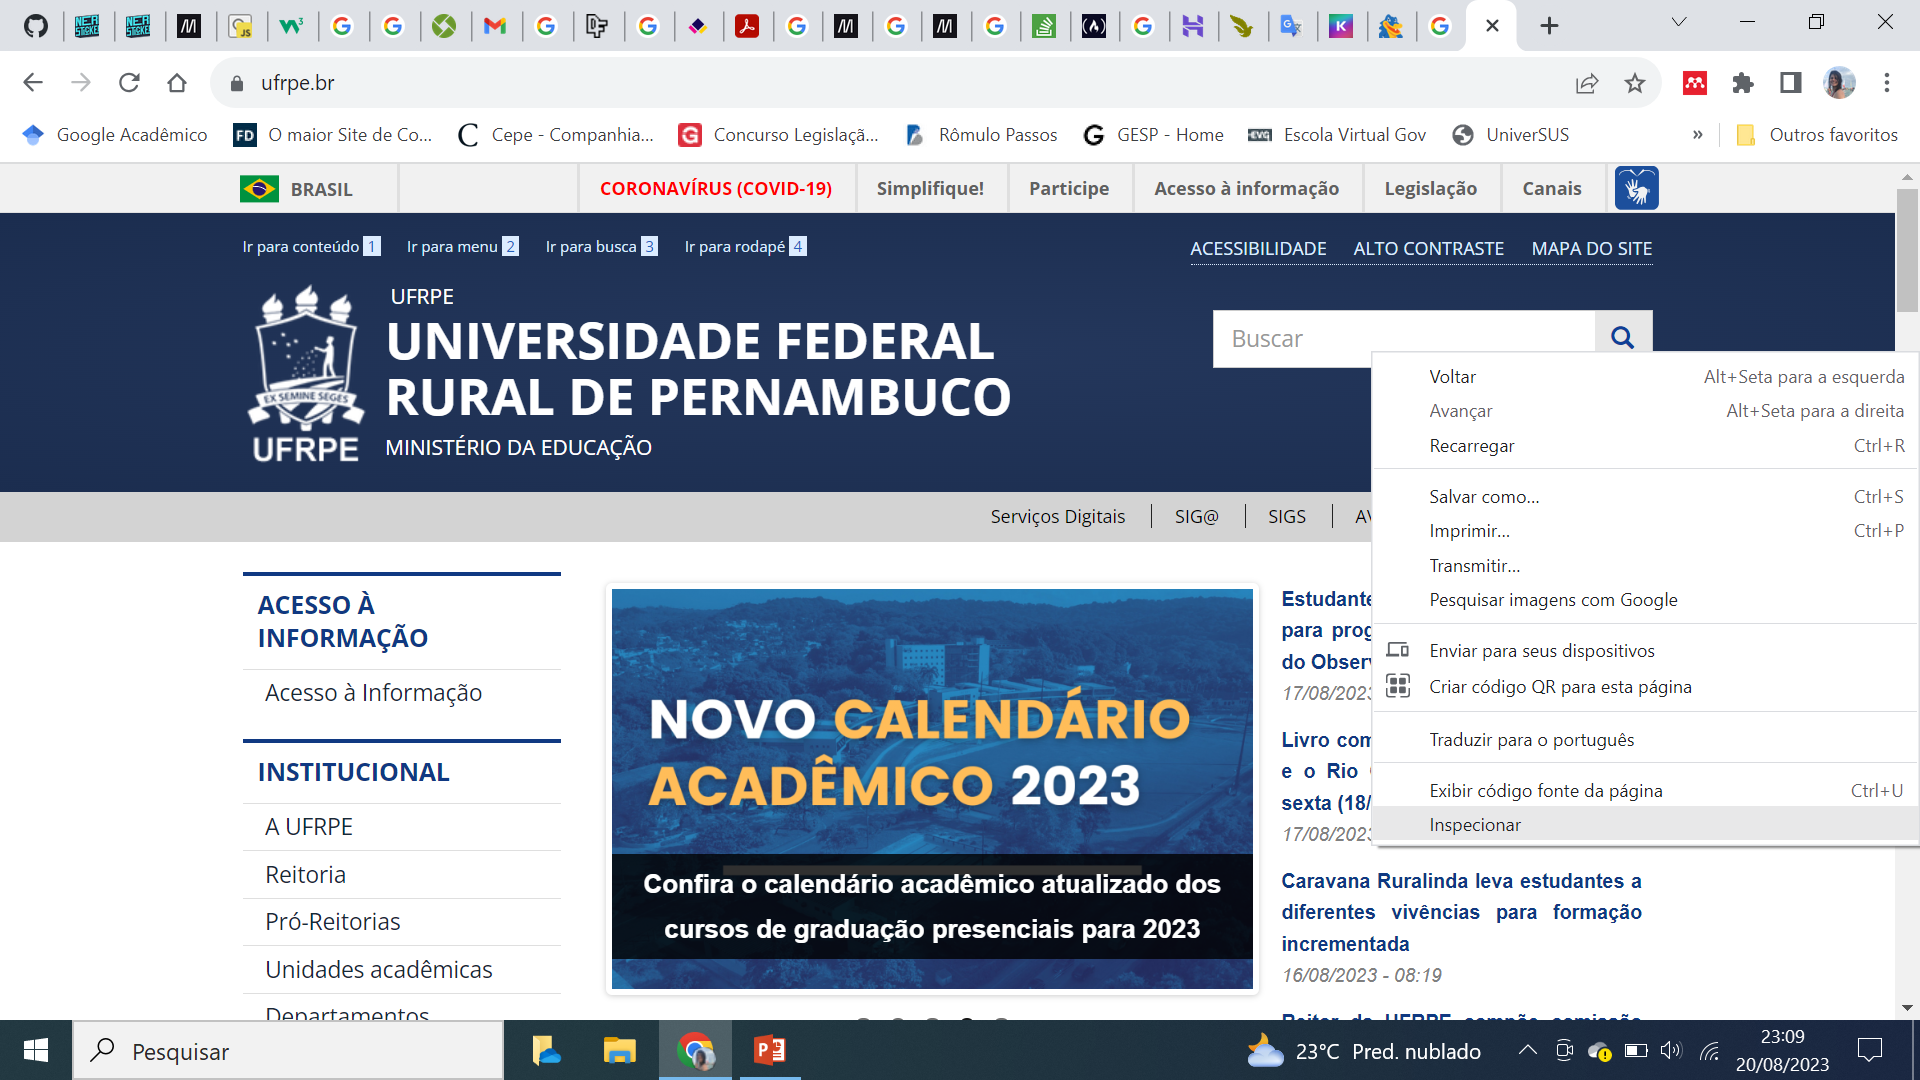 ufrpe.br
Google Acadêmico
O maior Site de Co...
Cepe - Companhia...
Concurso Legislaçã...
Rômulo Passos
GESP - Home
Escola Virtual Gov
UniverSUS
»
Outros favoritos
BRASIL
CORONAVÍRUS (COVID-19)
Simplifique!
Participe
Acesso à informação
Legislação
Canais
Ir para conteúdo 1
Ir para menu 2
Ir para busca 3
Ir para rodapé 4
ACESSIBILIDADE
ALTO CONTRASTE
MAPA DO SITE
EX SEMINE SEGES
UFRPE
UFRPE
UNIVERSIDADE FEDERAL
RURAL DE PERNAMBUCO
MINISTÉRIO DA EDUCAÇÃO
Buscar
Serviços Digitais
SIG@
SIGS
Voltar Alt+Seta para a esquerda
Avançar Alt+Seta para a direita
Recarregar Ctrl+R
Salvar como... Ctrl+S
Imprimir... Ctrl+P
Transmitir...
Pesquisar imagens com Google
Enviar para seus dispositivos
Criar código QR para esta página
Traduzir para o português
Exibir código fonte da página Ctrl+U
Inspecionar
ACESSO À
INFORMAÇÃO
Acesso à Informação
INSTITUCIONAL
A UFRPE
Reitoria
Pró-Reitorias
Unidades acadêmicas
Departamentos
NOVO CALENDÁRIO
ACADÊMICO 2023
Confira o calendário acadêmico atualizado dos
cursos de graduação presenciais para 2023
Estudante
para prog
do Observ
17/08/2023
Livro com
e o Rio
sexta (18/
17/08/2023
Caravana Ruralinda leva estudantes a
diferentes vivências para formação
incrementada
16/08/2023 - 08:19
Reitor da UFRPE compõe comissão
Pesquisar
23°C Pred. nublado
23:09
20/08/2023